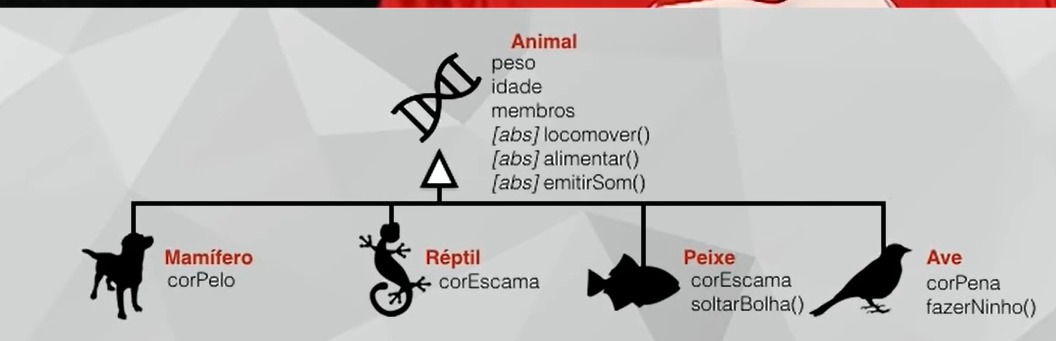 Animal
peso
idade
membros
[abs] locomover()
[abs] alimentar()
[abs] emitirSom()
Mamífero
corPelo
Réptil
corEscama
Peixe
corEscama
soltarBolha()
Ave
corPena
fazerNinho()